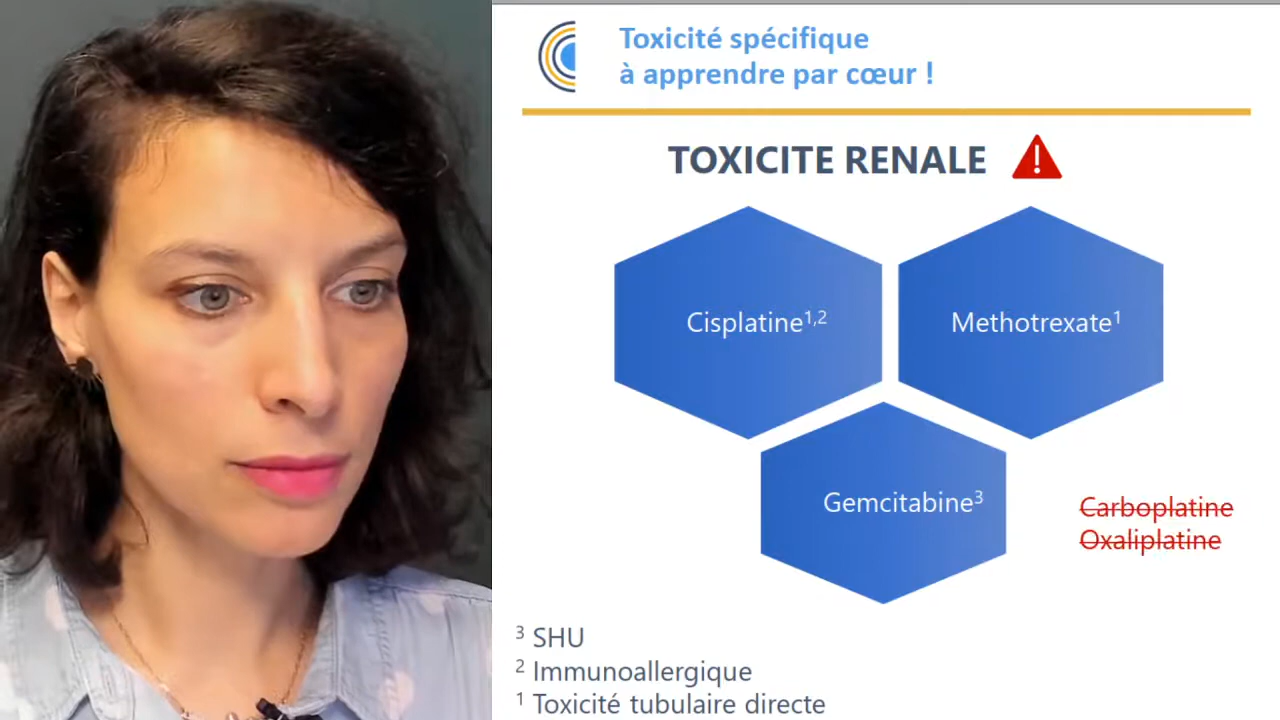 Toxicité spécifique
à apprendre par cœur !
TOXICITE RENALE
Cisplatine¹,²
Methotrexate¹
Gemcitabine³
Carboplatine
Oxaliplatine
³ SHU
² Immunoallergique
¹ Toxicité tubulaire directe